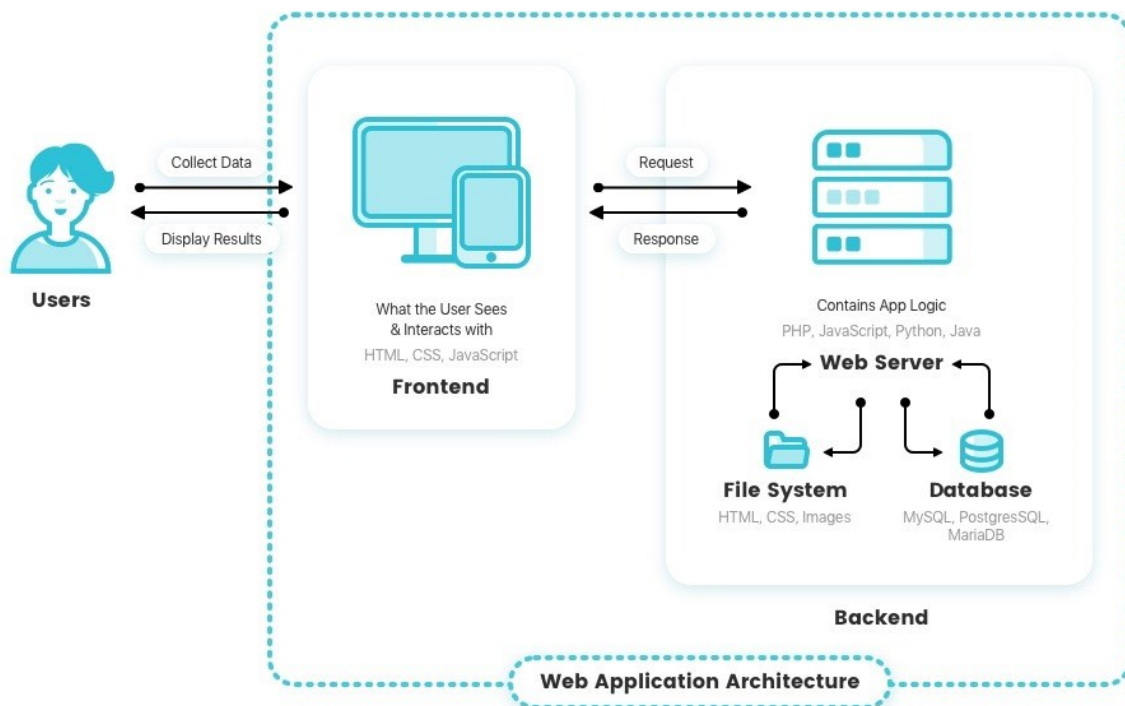 Collect Data
Display Results
Users
What the User Sees
& Interacts with
HTML, CSS, JavaScript
Frontend
Request
Response
Contains App Logic
PHP, JavaScript, Python, Java
Web Server
File System
HTML, CSS, Images
Database
MySQL, PostgresSQL,
MariaDB
Backend
Web Application Architecture